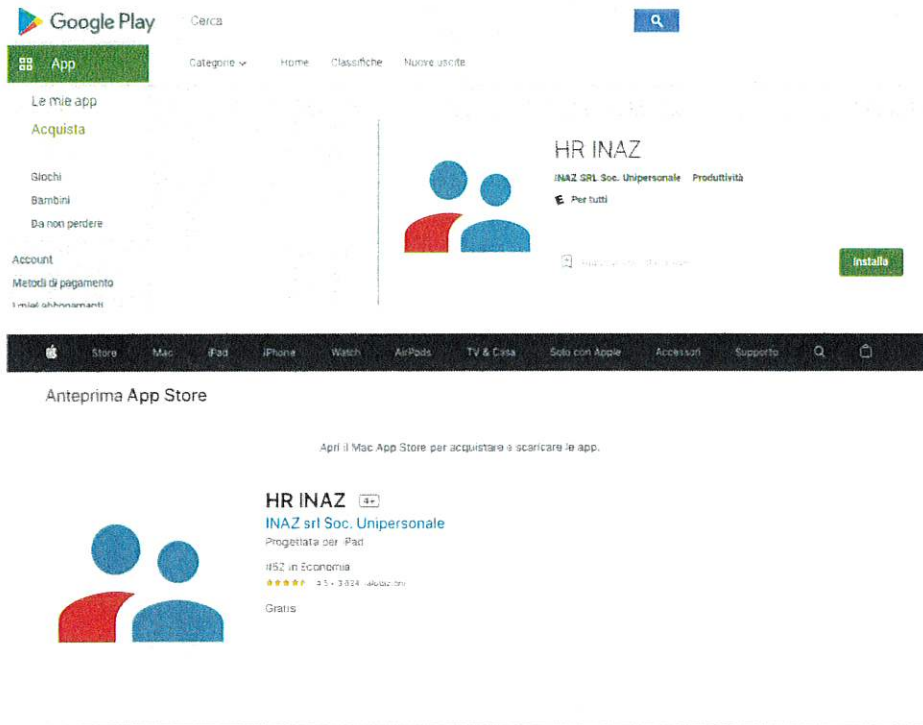 Google Play Cerca
App Categorie Home Classifiche Nuove uscite
Le mie app
Acquista
HR INAZ
INAZ SRL Soc. Unipersonale Produttività
Giochi
E Per tutti
Bambini
Da non perdere
Account
Installa
Metodi di pagamento
I miei abbonamenti
Store Mac iPad iPhone Watch AirPods TV & Casa Solo con Apple Accessori Supporto
Anteprima App Store
Apri il Mac App Store per acquistare e scaricare le app.
HR INAZ 4+
INAZ srl Soc. Unipersonale
Progettata per iPad
#52 in Economia
Gratis